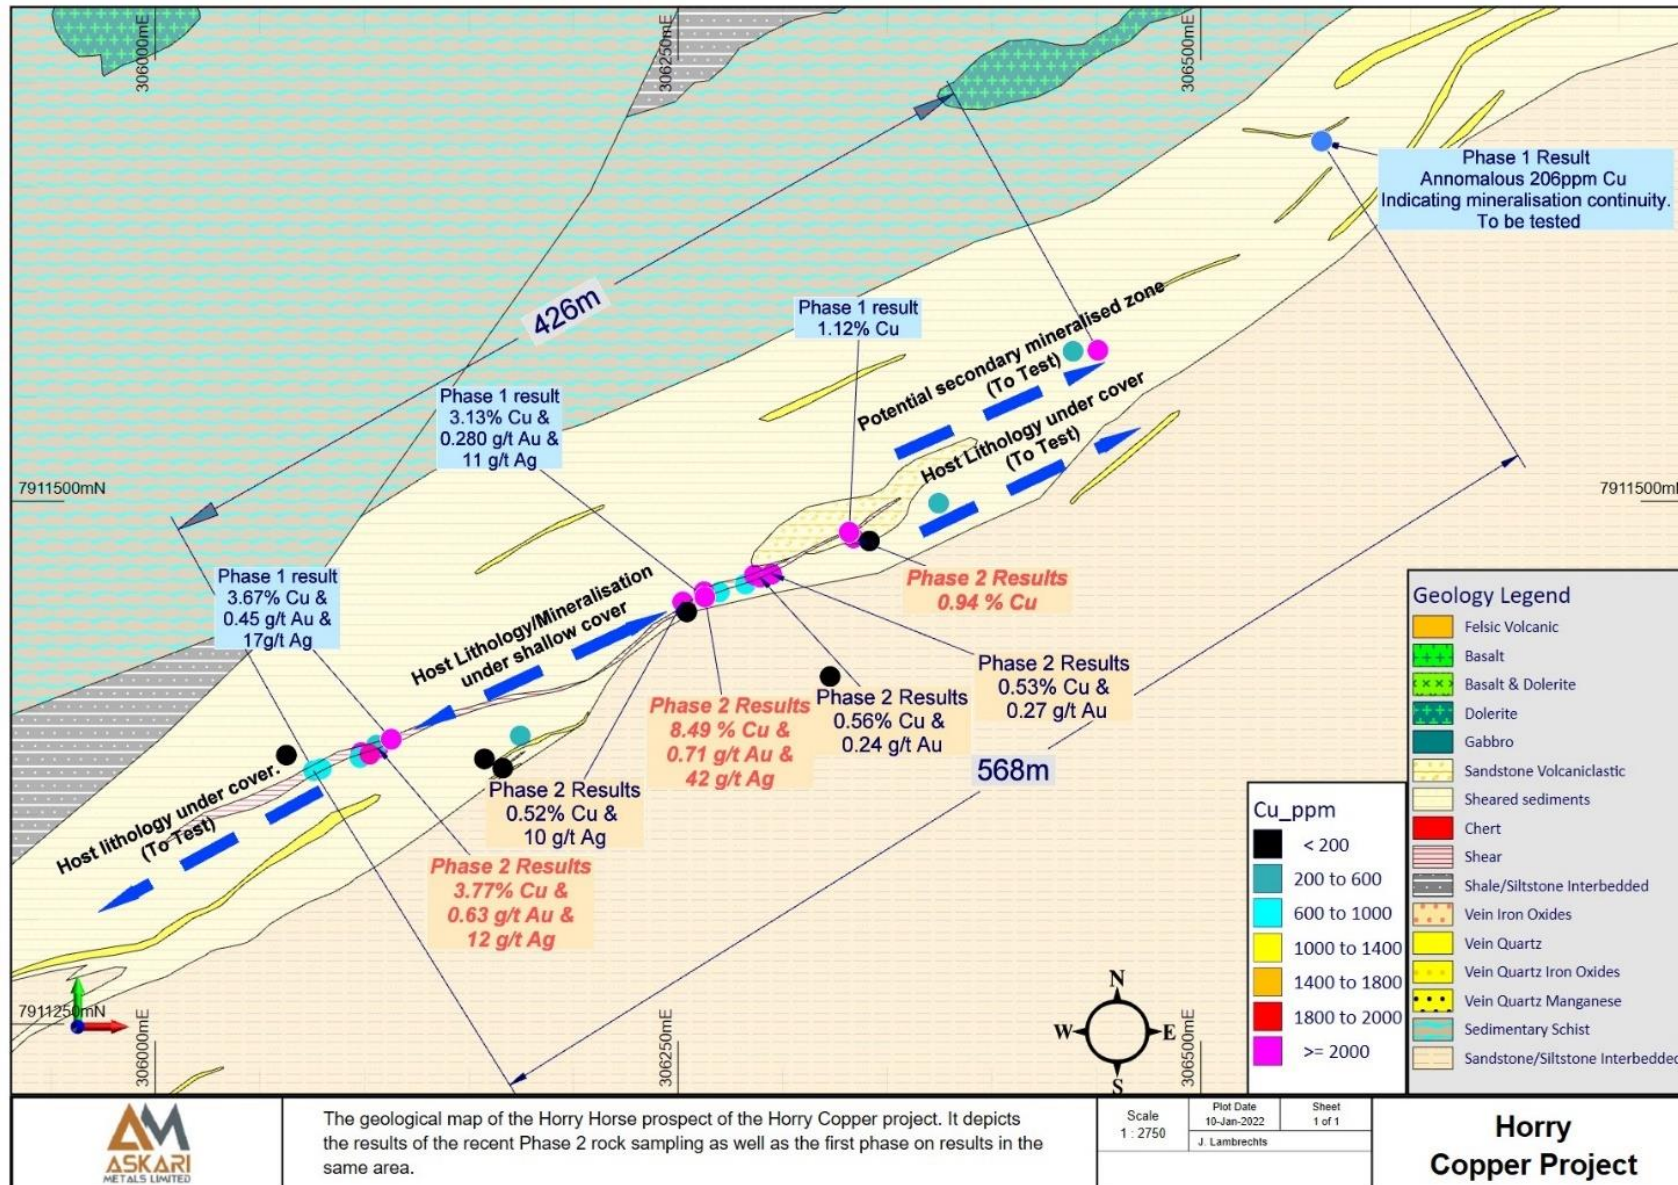 306000mE
306250mE
306500mE
Phase 1 Result
Annomalous 206ppm Cu
Indicating mineralisation continuity.
To be tested
426m
Phase 1 result
1.12% Cu
Potential secondary mineralised zone
(To Test)
Phase 1 result
3.13% Cu &
0.280 g/t Au &
11 g/t Ag
Host Lithology under cover
(To Test)
7911500mN
7911500mN
Phase 1 result
3.67% Cu &
0.45 g/t Au &
17g/t Ag
Host Lithology/Mineralisation
under shallow cover
Phase 2 Results
0.94 % Cu
Phase 2 Results
0.53% Cu &
0.27 g/t Au
Phase 2 Results
0.56% Cu &
0.24 g/t Au
Phase 2 Results
8.49 % Cu &
0.71 g/t Au &
42 g/t Ag
568m
Host lithology under cover.
(To Test)
Phase 2 Results
0.52% Cu &
10 g/t Ag
Phase 2 Results
3.77% Cu &
0.63 g/t Au &
12 g/t Ag
7911250mN
306000mE
306250mE
306500mE
N
W
E
S
Cu_ppm
< 200
200 to 600
600 to 1000
1000 to 1400
1400 to 1800
1800 to 2000
>= 2000
Geology Legend
Felsic Volcanic
Basalt
Basalt & Dolerite
Dolerite
Gabbro
Sandstone Volcaniclastic
Sheared sediments
Chert
Shear
Shale/Siltstone Interbedded
Vein Iron Oxides
Vein Quartz
Vein Quartz Iron Oxides
Vein Quartz Manganese
Sedimentary Schist
Sandstone/Siltstone Interbedded
AM
ASKARI
METALS LIMITED
The geological map of the Horry Horse prospect of the Horry Copper project. It depicts
the results of the recent Phase 2 rock sampling as well as the first phase on results in the
same area.
Scale
1 : 2750
Plot Date
10-Jan-2022
Sheet
1 of 1
J. Lambrechts
Horry
Copper Project